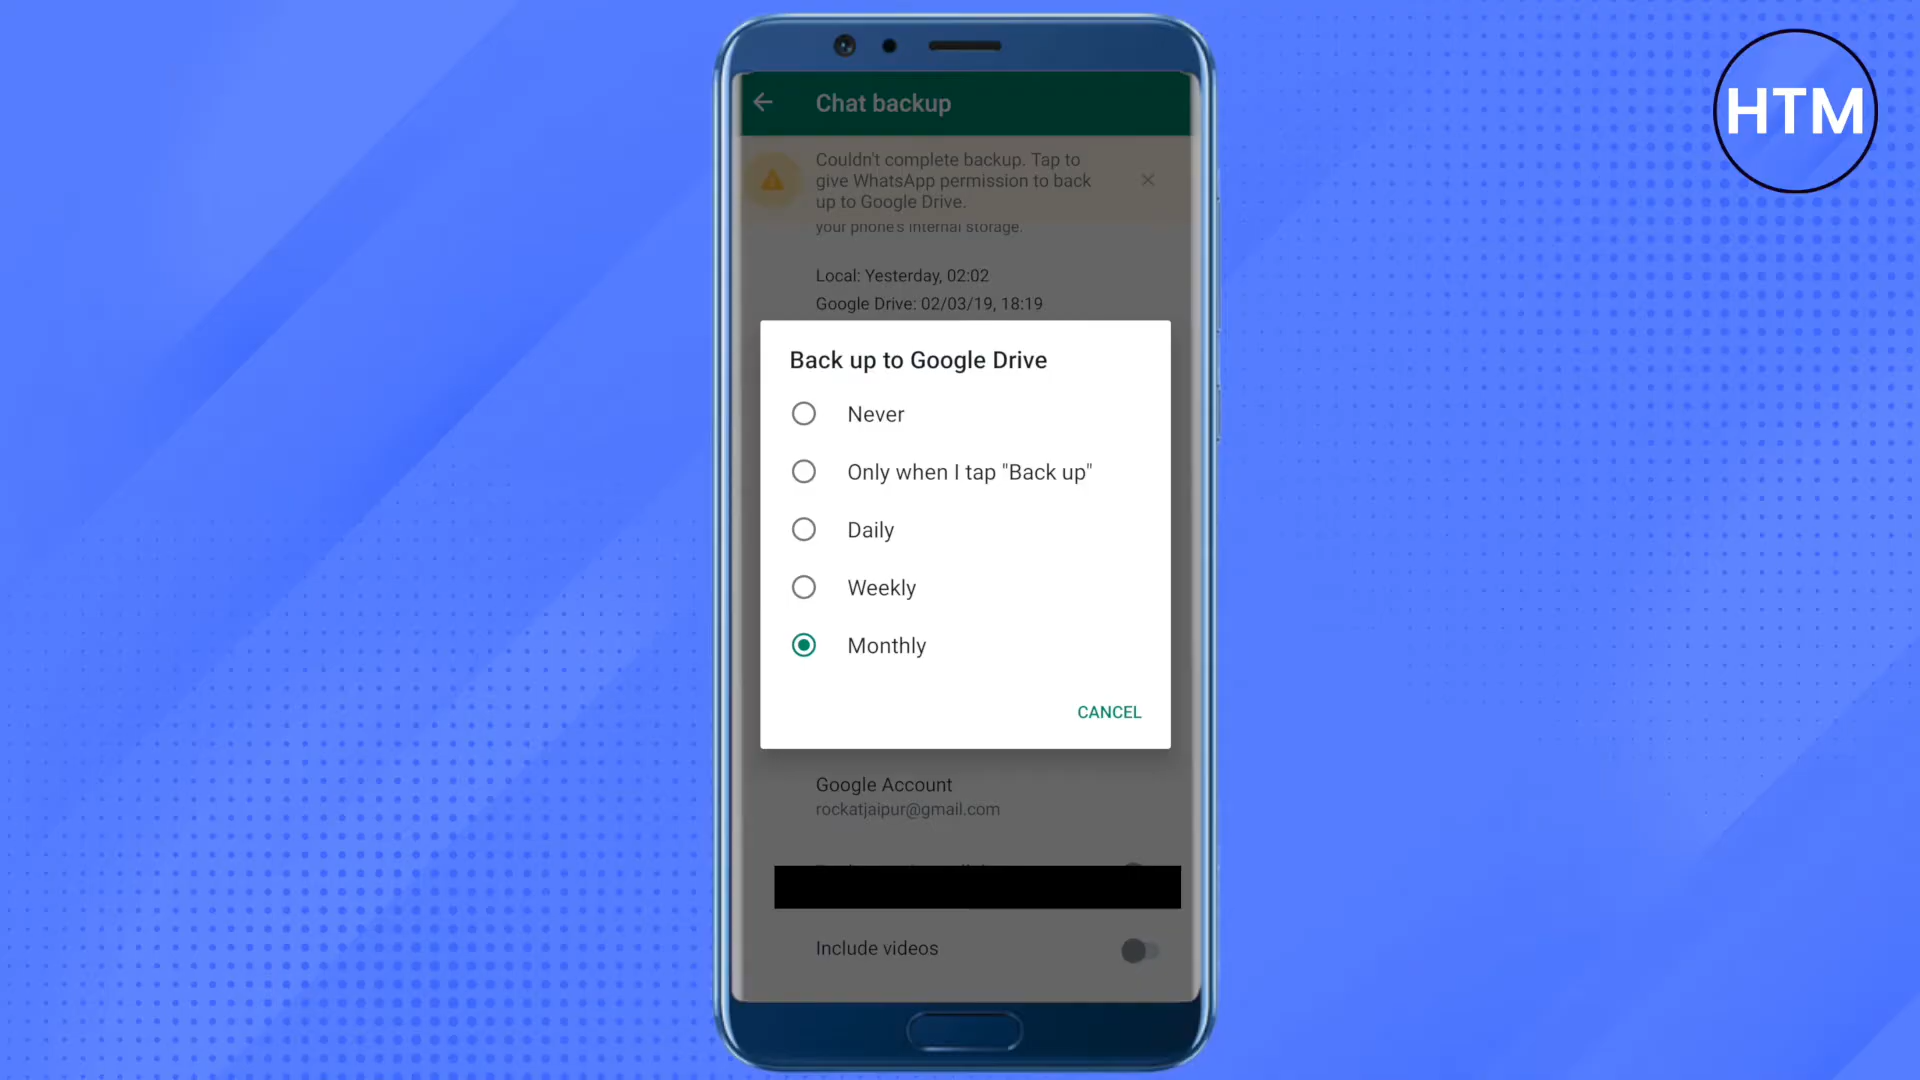 HTM
Chat backup
Couldn't complete backup. Tap to
give WhatsApp permission to back
up to Google Drive.
your phone's internal storage.
Local: Yesterday, 02:02
Google Drive: 02/03/19, 18:19
Back up to Google Drive
Never
Only when I tap "Back up"
Daily
Weekly
Monthly
CANCEL
Google Account
rockatjaipur@gmail.com
Include videos